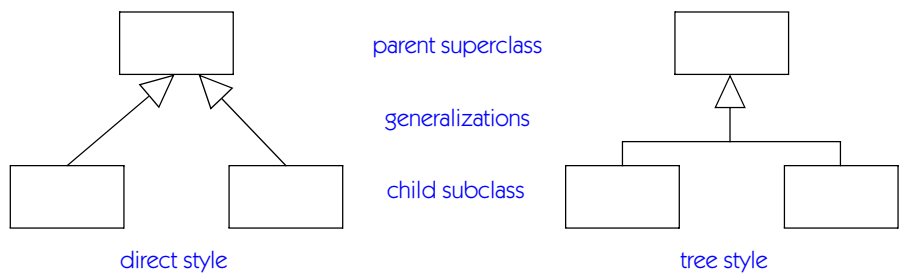 parent superclass
generalizations
child subclass
direct style
tree style